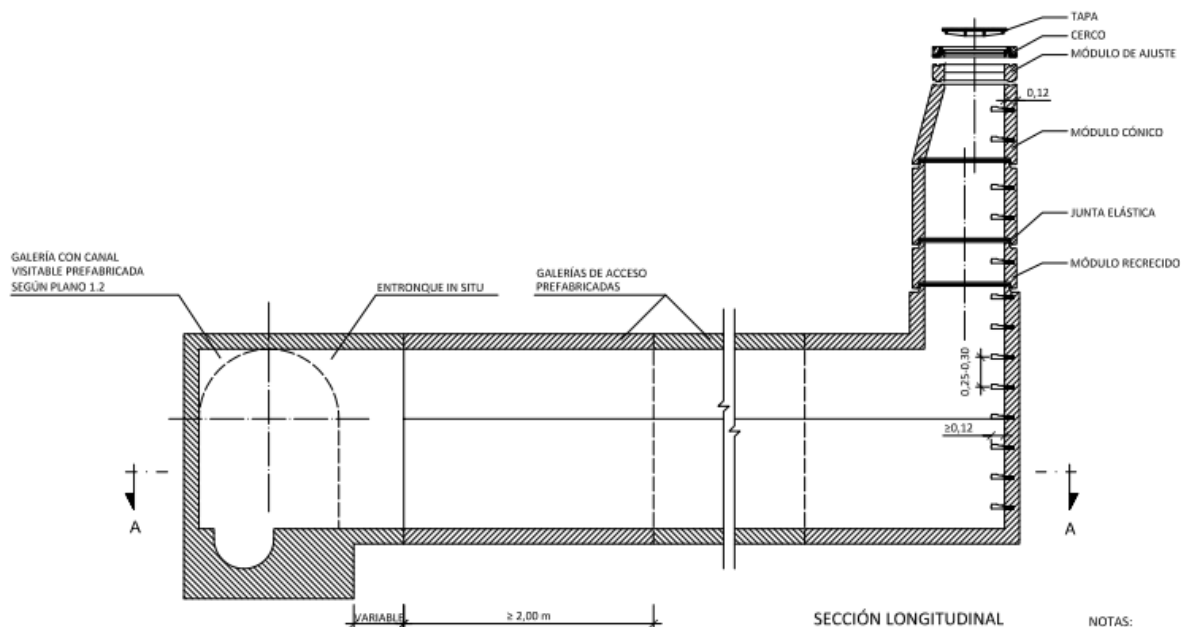 TAPA
CERCO
MÓDULO DE AJUSTE
0,12
MÓDULO CÓNICO
JUNTA ELÁSTICA
MÓDULO RECRECIDO
GALERÍA CON CANAL
VISITABLE PREFABRICADA
SEGÚN PLANO 1.2
ENTRONQUE IN SITU
GALERÍAS DE ACCESO
PREFABRICADAS
0,25-0,30
≥0,12
A
A
VARIABLE
≥ 2,00 m
SECCIÓN LONGITUDINAL
NOTAS: